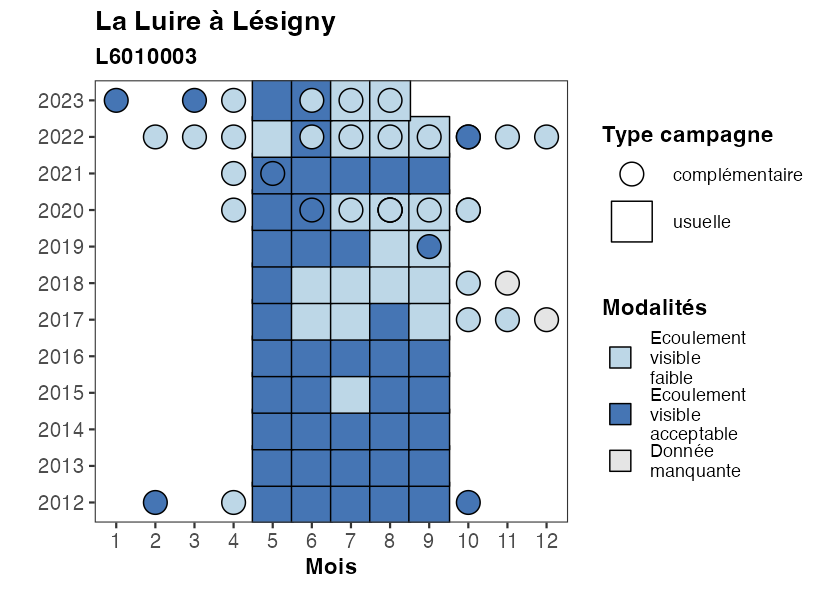 La Luire à Lésigny
L6010003
2023
2022
2021
2020
2019
2018
2017
2016
2015
2014
2013
2012
1 2 3 4 5 6 7 8 9 10 11 12
Mois
Type campagne
complémentaire
usuelle
Modalités
Ecoulement
visible
faible
Ecoulement
visible
acceptable
Donnée
manquante